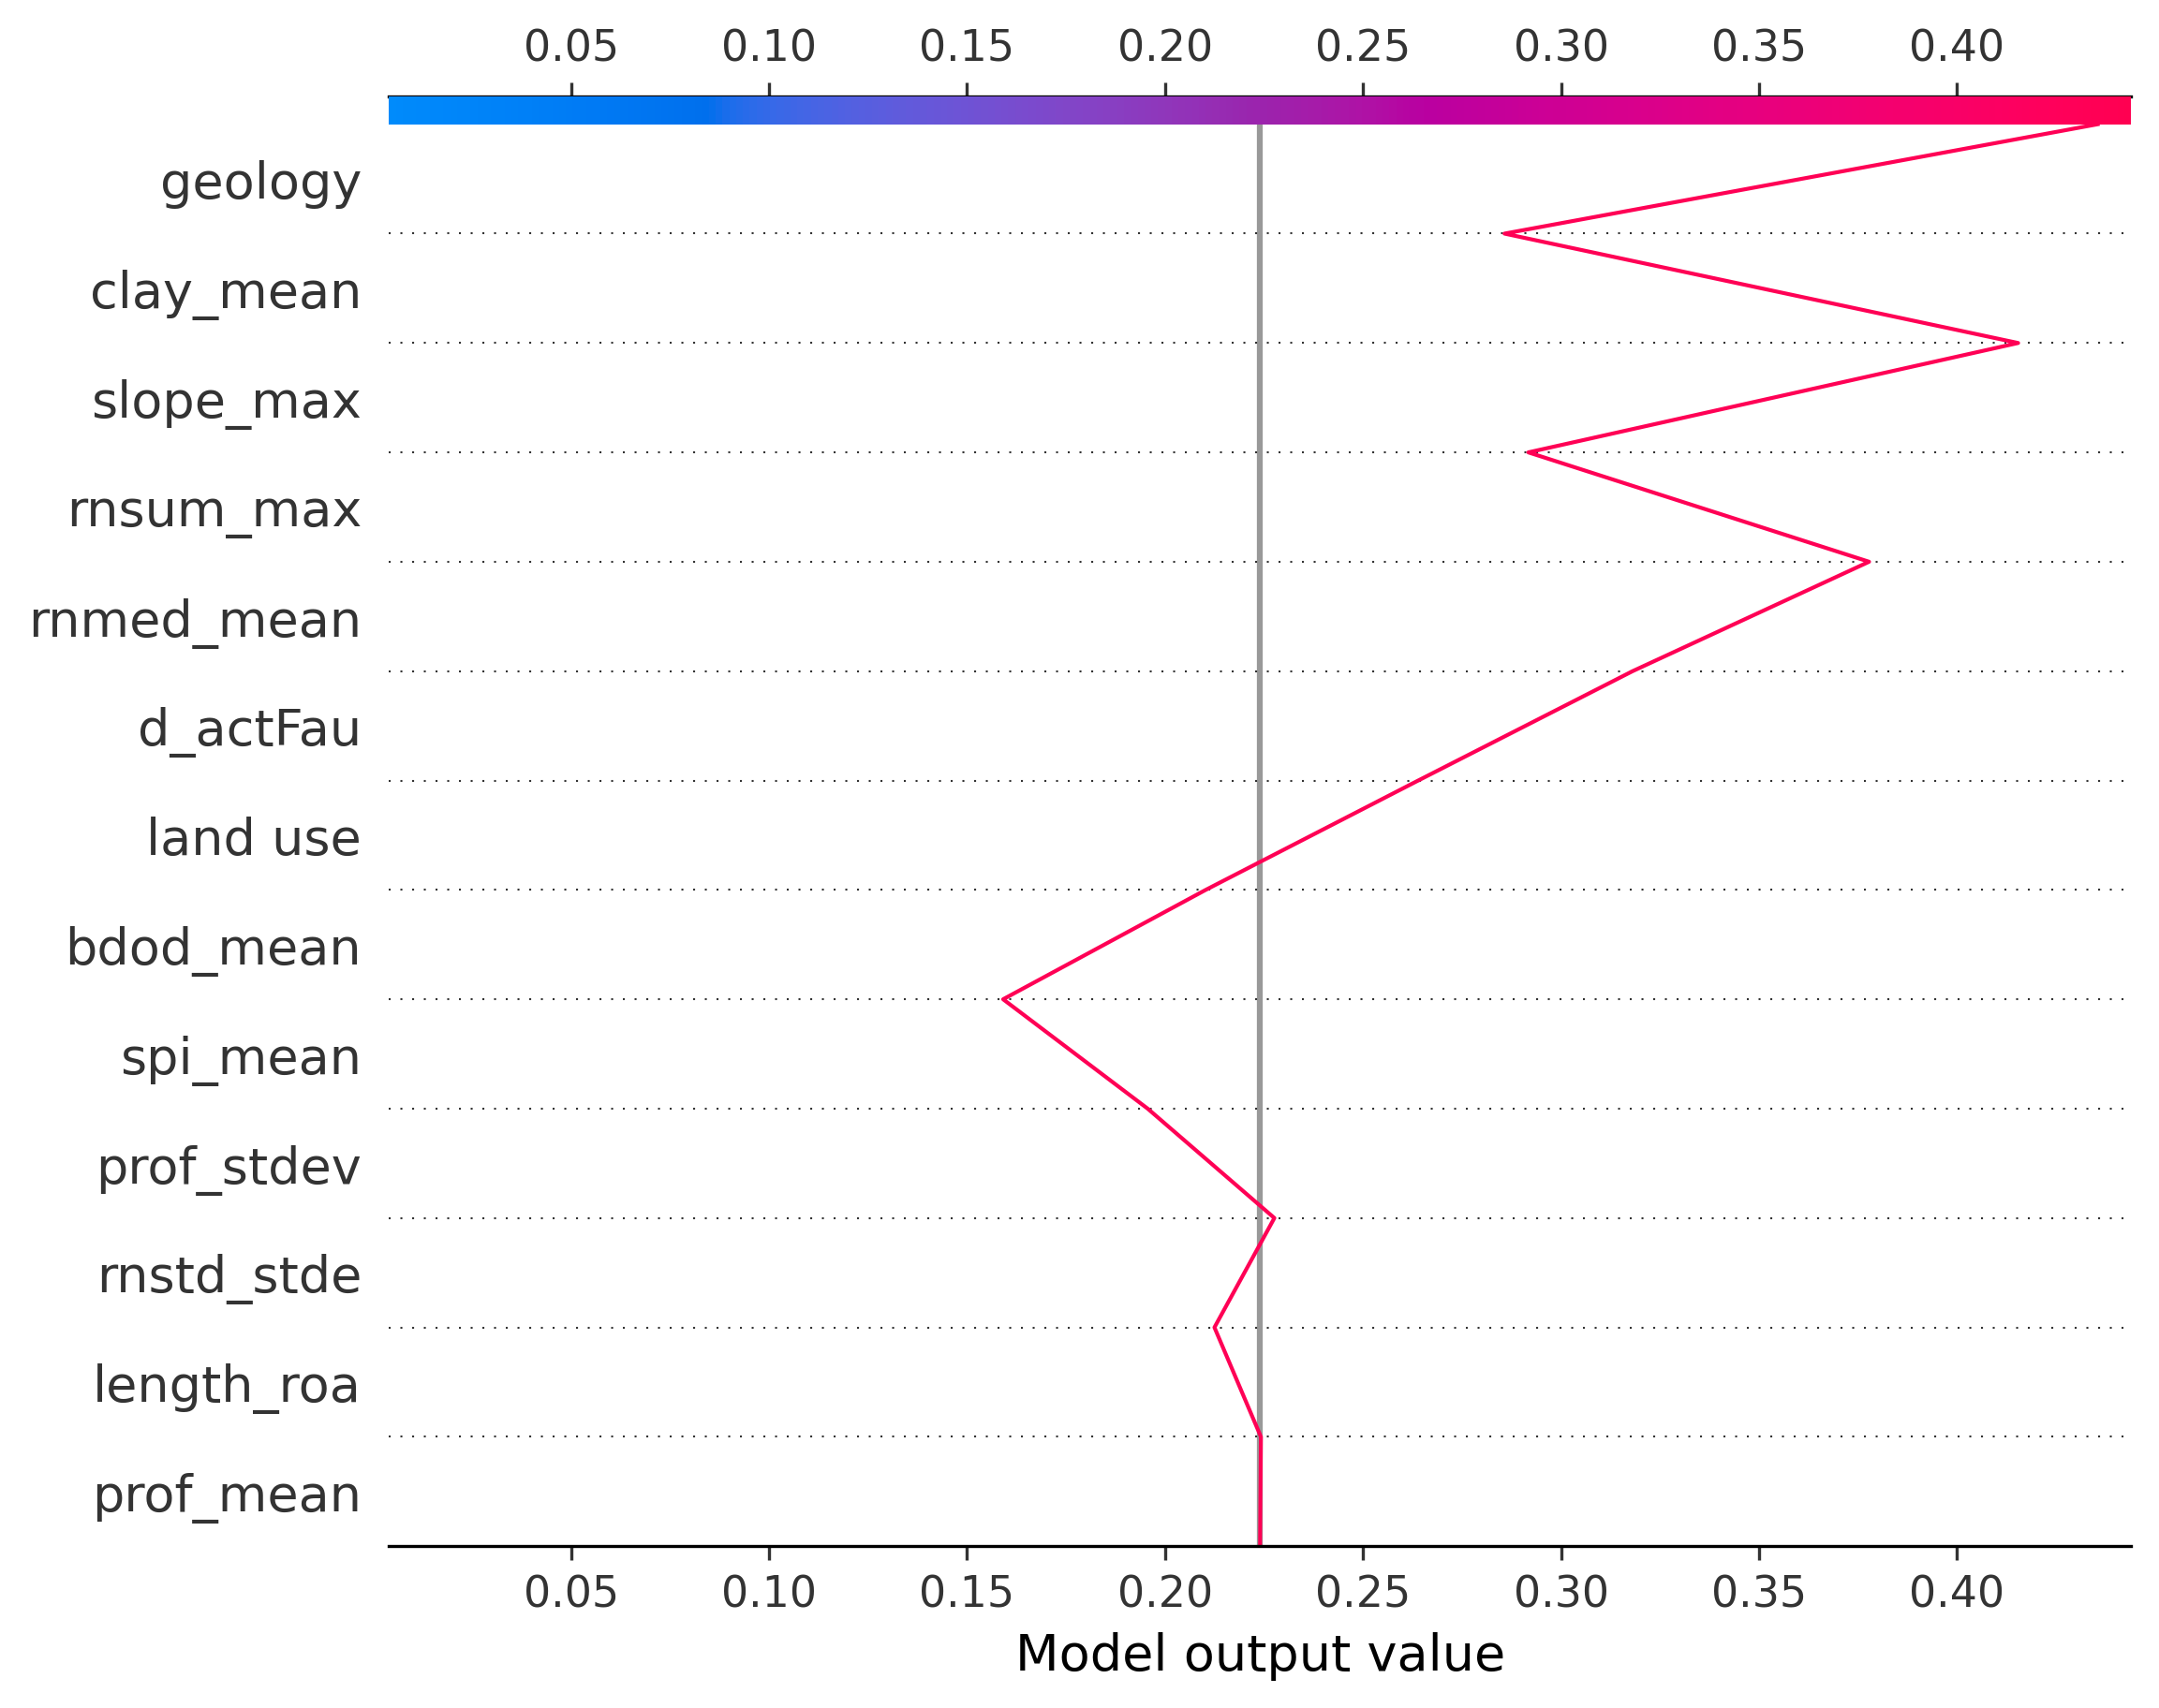 0.05 0.10 0.15 0.20 0.25 0.30 0.35 0.40
geology
clay_mean
slope_max
rnsum_max
rnmed_mean
d_actFau
land use
bdod_mean
spi_mean
prof_stdev
rnstd_stde
length_roa
prof_mean
0.05 0.10 0.15 0.20 0.25 0.30 0.35 0.40
Model output value